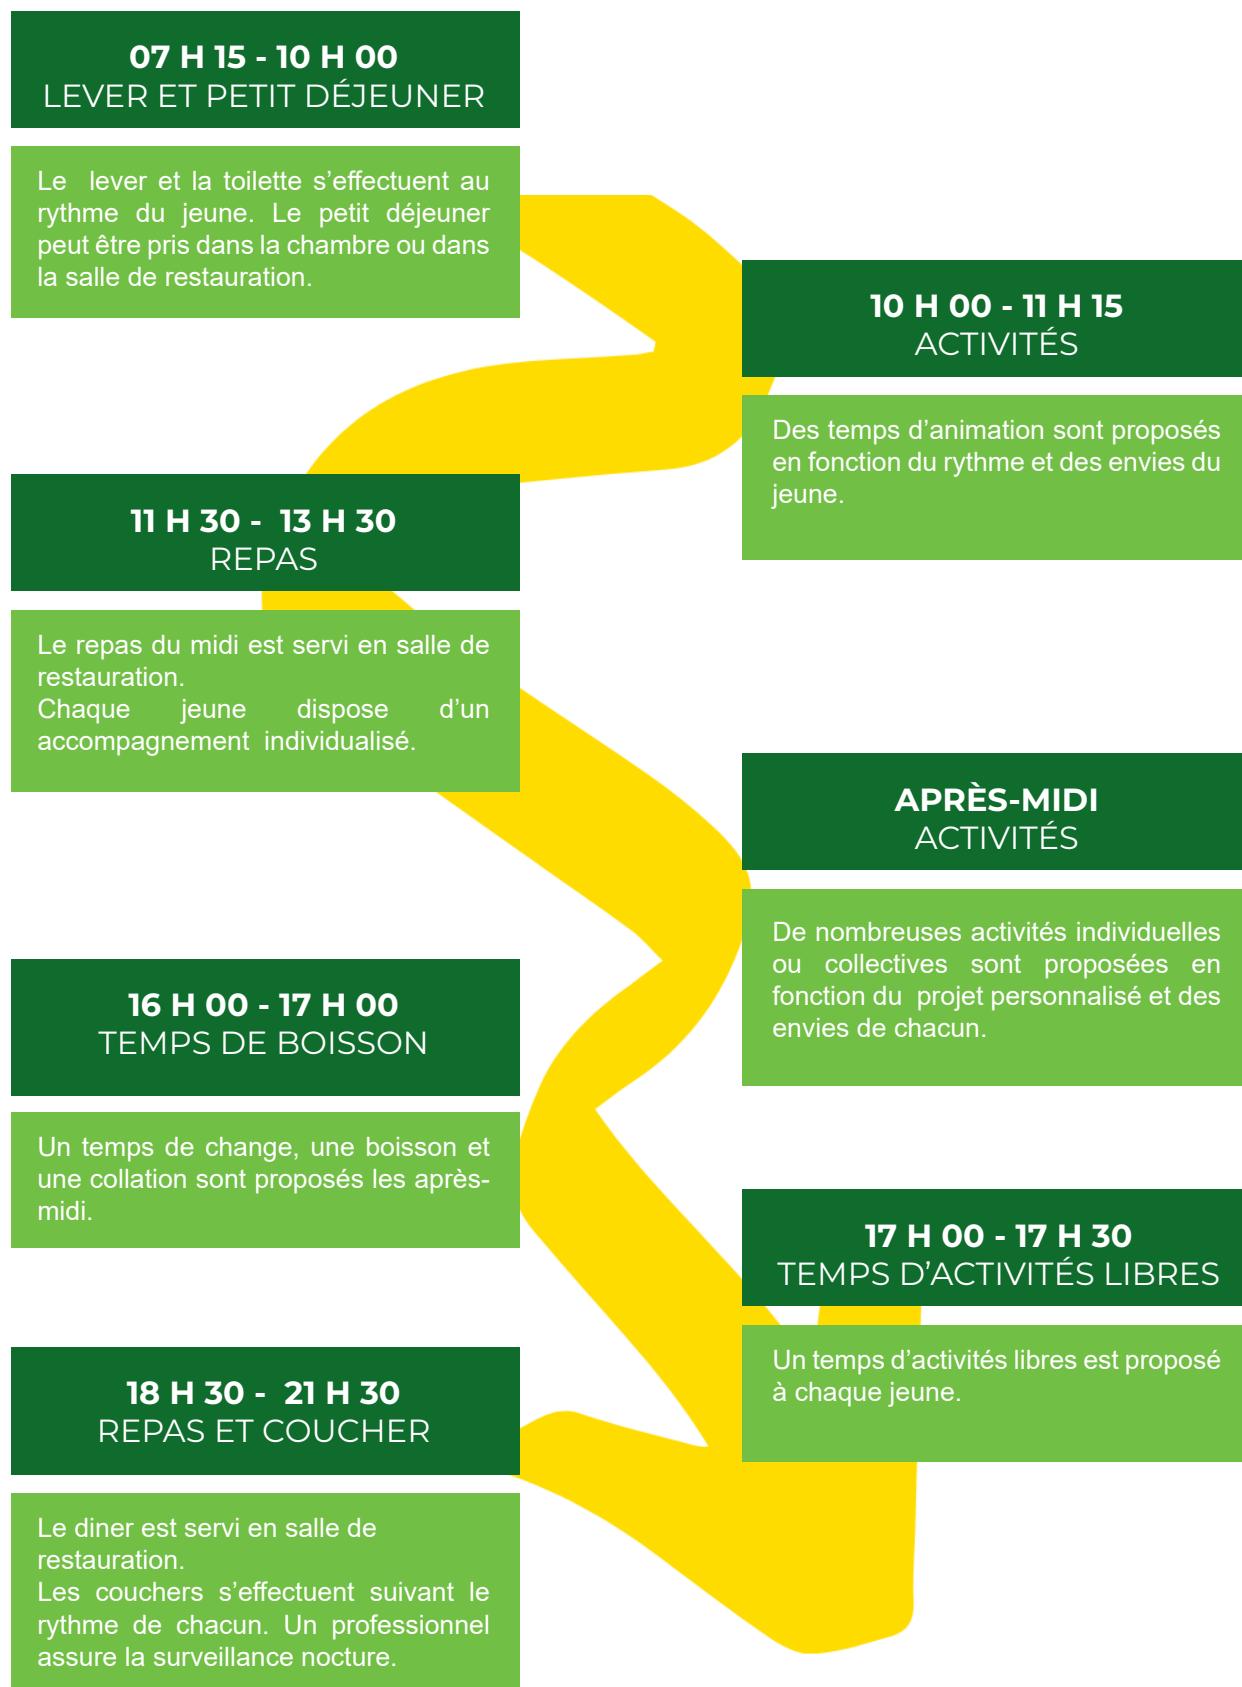 07 H 15 - 10 H 00
LEVER ET PETIT DÉJEUNER
Le lever et la toilette s’effectuent au
rythme du jeune. Le petit déjeuner
peut être pris dans la chambre ou dans
la salle de restauration.
10 H 00 - 11 H 15
ACTIVITÉS
Des temps d’animation sont proposés
en fonction du rythme et des envies du
jeune.
11 H 30 - 13 H 30
REPAS
Le repas du midi est servi en salle de
restauration.
Chaque jeune dispose d’un
accompagnement individualisé.
APRÈS-MIDI
ACTIVITÉS
De nombreuses activités individuelles
ou collectives sont proposées en
fonction du projet personnalisé et des
envies de chacun.
16 H 00 - 17 H 00
TEMPS DE BOISSON
Un temps de change, une boisson et
une collation sont proposés les après-
midi.
17 H 00 - 17 H 30
TEMPS D’ACTIVITÉS LIBRES
Un temps d’activités libres est proposé
à chaque jeune.
18 H 30 - 21 H 30
REPAS ET COUCHER
Le diner est servi en salle de
restauration.
Les couchers s’effectuent suivant le
rythme de chacun. Un professionnel
assure la surveillance nocture.